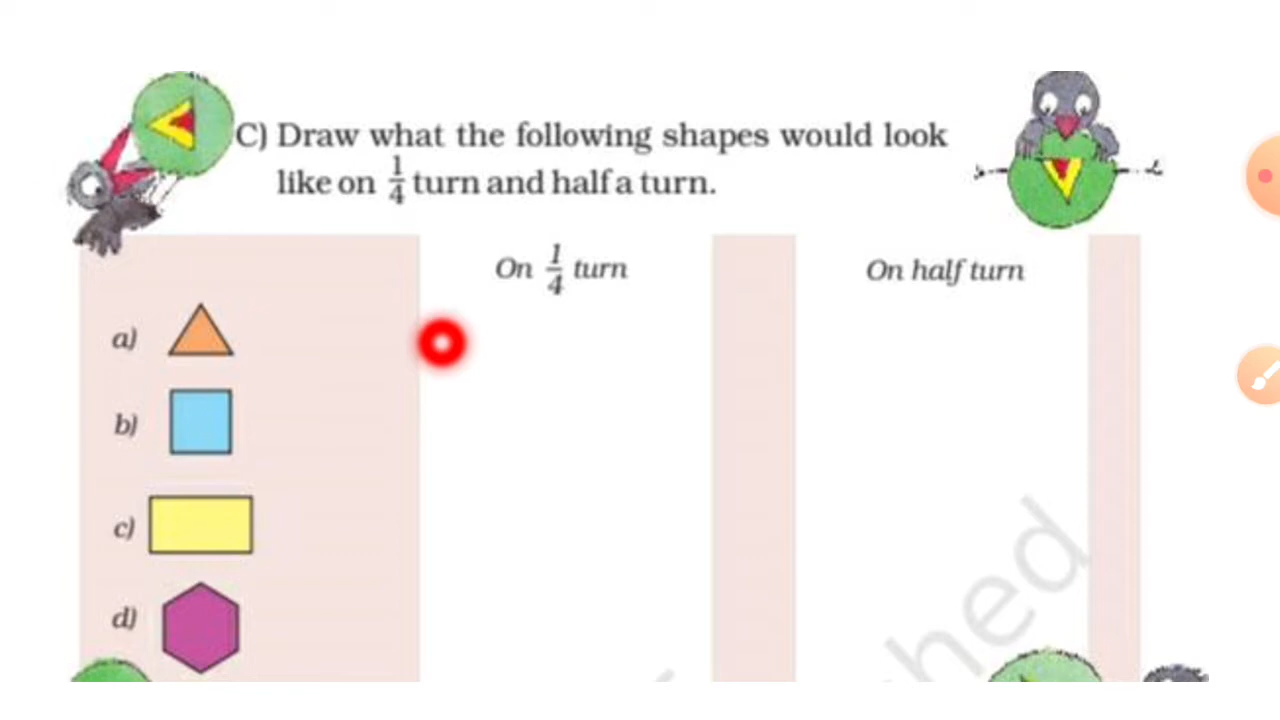 C) Draw what the following shapes would look
like on 1/4 turn and half a turn.
On 1/4 turn
On half turn
a)
b)
c)
d)
hed